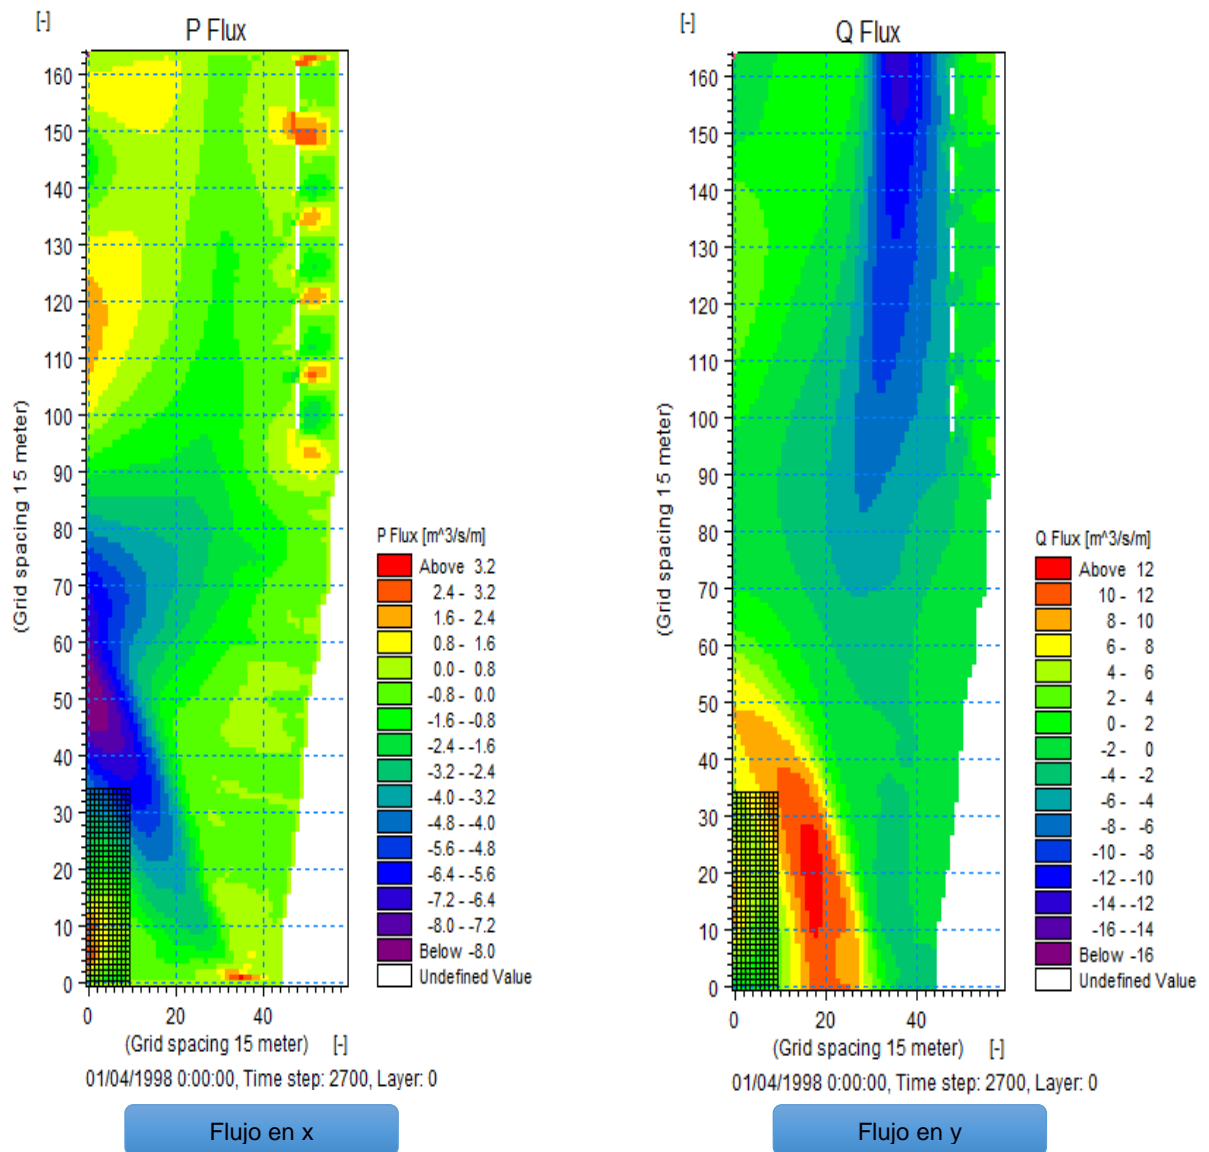 [-]
P Flux
160
150
140
130
120
110
100
90
80
70
60
50
40
30
20
10
0
(Grid spacing 15 meter)
0 20 40
(Grid spacing 15 meter) [-]
01/04/1998 0:00:00, Time step: 2700, Layer: 0
P Flux [m^3/s/m]
Above 3.2
2.4 - 3.2
1.6 - 2.4
0.8 - 1.6
0.0 - 0.8
-0.8 - 0.0
-1.6 - -0.8
-2.4 - -1.6
-3.2 - -2.4
-4.0 - -3.2
-4.8 - -4.0
-5.6 - -4.8
-6.4 - -5.6
-7.2 - -6.4
-8.0 - -7.2
Below -8.0
Undefined Value
Flujo en x
[-]
Q Flux
160
150
140
130
120
110
100
90
80
70
60
50
40
30
20
10
0
(Grid spacing 15 meter)
0 20 40
(Grid spacing 15 meter) [-]
01/04/1998 0:00:00, Time step: 2700, Layer: 0
Q Flux [m^3/s/m]
Above 12
10 - 12
8 - 10
6 - 8
4 - 6
2 - 4
0 - 2
-2 - 0
-4 - -2
-6 - -4
-8 - -6
-10 - -8
-12 - -10
-14 - -12
-16 - -14
Below -16
Undefined Value
Flujo en y